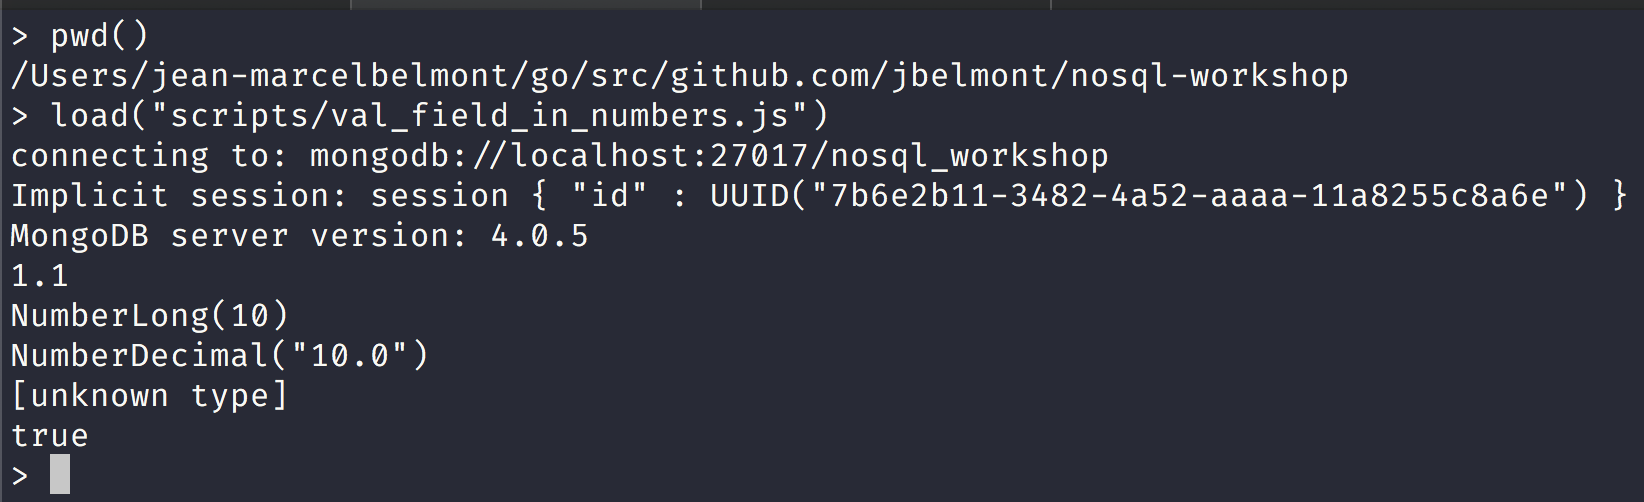 > pwd()
/Users/jean-marcelbelmont/go/src/github.com/jbelmont/nosql-workshop
> load("scripts/val_field_in_numbers.js")
connecting to: mongodb://localhost:27017/nosql_workshop
Implicit session: session { "id" : UUID("7b6e2b11-3482-4a52-aaaa-11a8255c8a6e") }
MongoDB server version: 4.0.5
1.1
NumberLong(10)
NumberDecimal("10.0")
[unknown type]
true
>